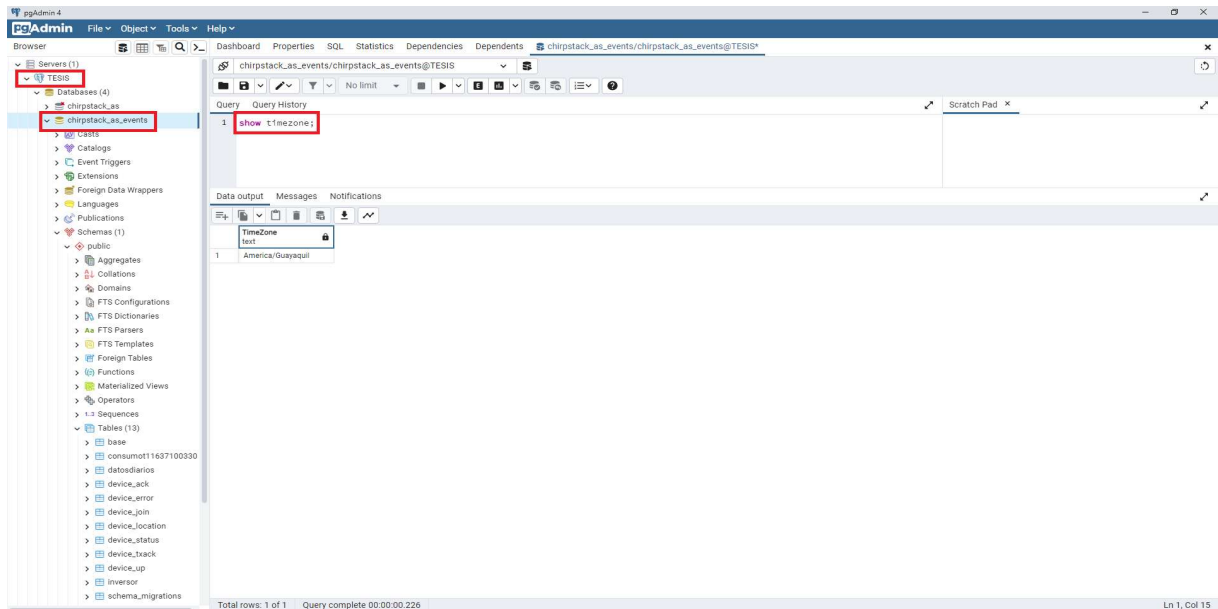 pgAdmin 4
pgAdmin File Object Tools Help
Browser
Dashboard Properties SQL Statistics Dependencies Dependents chirpstack_as_events/chirpstack_as_events@TESIS*
Servers (1)
TESIS
Databases (4)
chirpstack_as
chirpstack_as_events
Casts
Catalogs
Event Triggers
Extensions
Foreign Data Wrappers
Languages
Publications
Schemas (1)
public
Aggregates
Collations
Domains
FTS Configurations
FTS Dictionaries
Aa FTS Parsers
FTS Templates
Foreign Tables
Functions
Materialized Views
Operators
1..3 Sequences
Tables (13)
base
consumot11637100330
datosdiarios
device_ack
device_error
device_join
device_location
device_status
device_txack
device_up
inversor
schema_migrations
chirpstack_as_events/chirpstack_as_events@TESIS
No limit
E
Query Query History
Scratch Pad
1 show timezone;
Data output Messages Notifications
TimeZone
text
1 America/Guayaquil
Total rows: 1 of 1 Query complete 00:00:00.226
Ln 1, Col 15